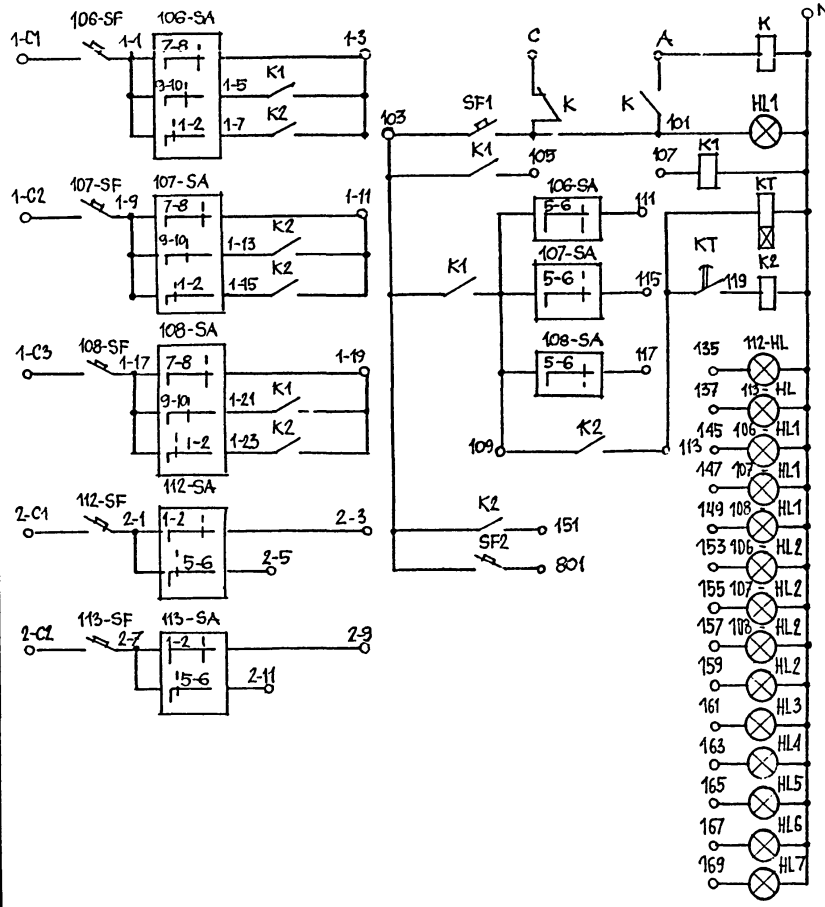 106-SF
106-SA
1-C1
1-1
7-8
1-3
9-10
1-5
K1
1-2
1-7
K2
107-SF
107-SA
1-C2
1-9
7-8
1-11
9-10
1-13
K2
1-2
1-15
K2
108-SF
108-SA
1-C3
1-17
7-8
1-19
9-10
1-21
K1
1-2
1-23
K2
112-SF
112-SA
2-C1
2-1
1-2
2-3
5-6
2-5
113-SF
113-SA
2-C2
2-7
1-2
2-9
5-6
2-11
C
A
K
N
K
K
103
SF1
101
HL1
K1
105
107
K1
106-SA
5-6
111
KT
107-SA
K1
5-6
115
KT
119
K2
108-SA
5-6
117
109
K2
113
K2
151
SF2
801
135
112-HL
137
113-HL
145
106-HL1
147
107-HL1
149
108-HL1
153
106-HL2
155
107-HL2
157
108-HL2
159
HL2
161
HL3
163
HL4
165
HL5
167
HL6
169
HL7